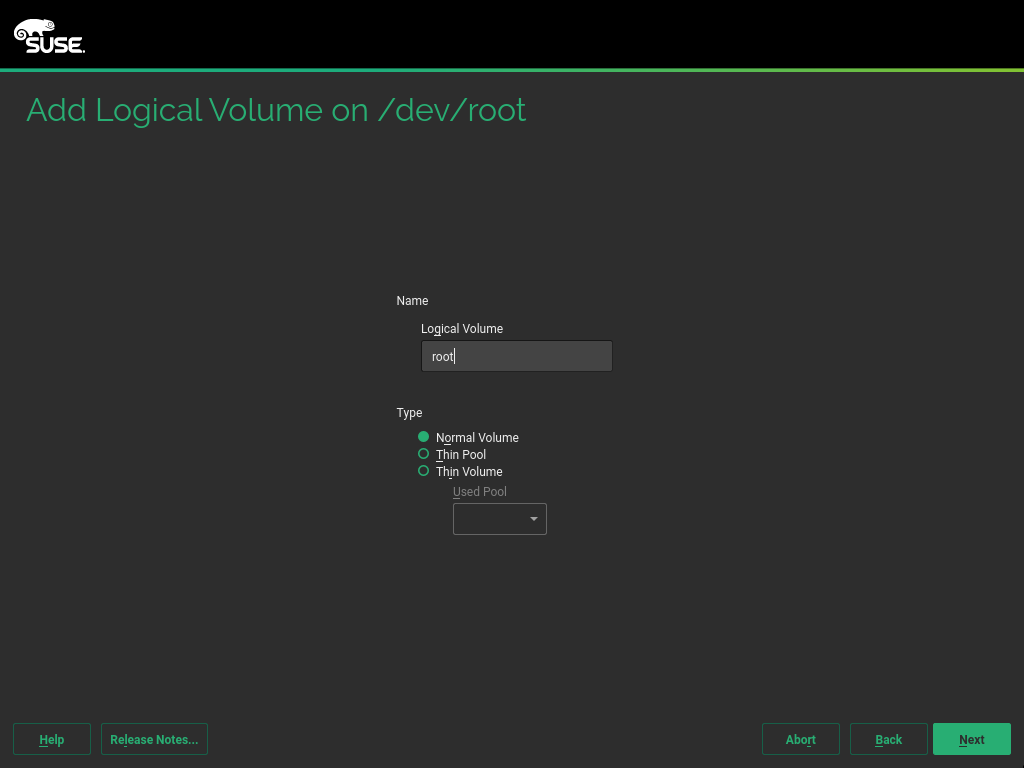 SUSE.
Add Logical Volume on /dev/root
Name
Logical Volume
root
Type
Normal Volume
Thin Pool
Thin Volume
Used Pool
Help
Release Notes...
Abort
Back
Next